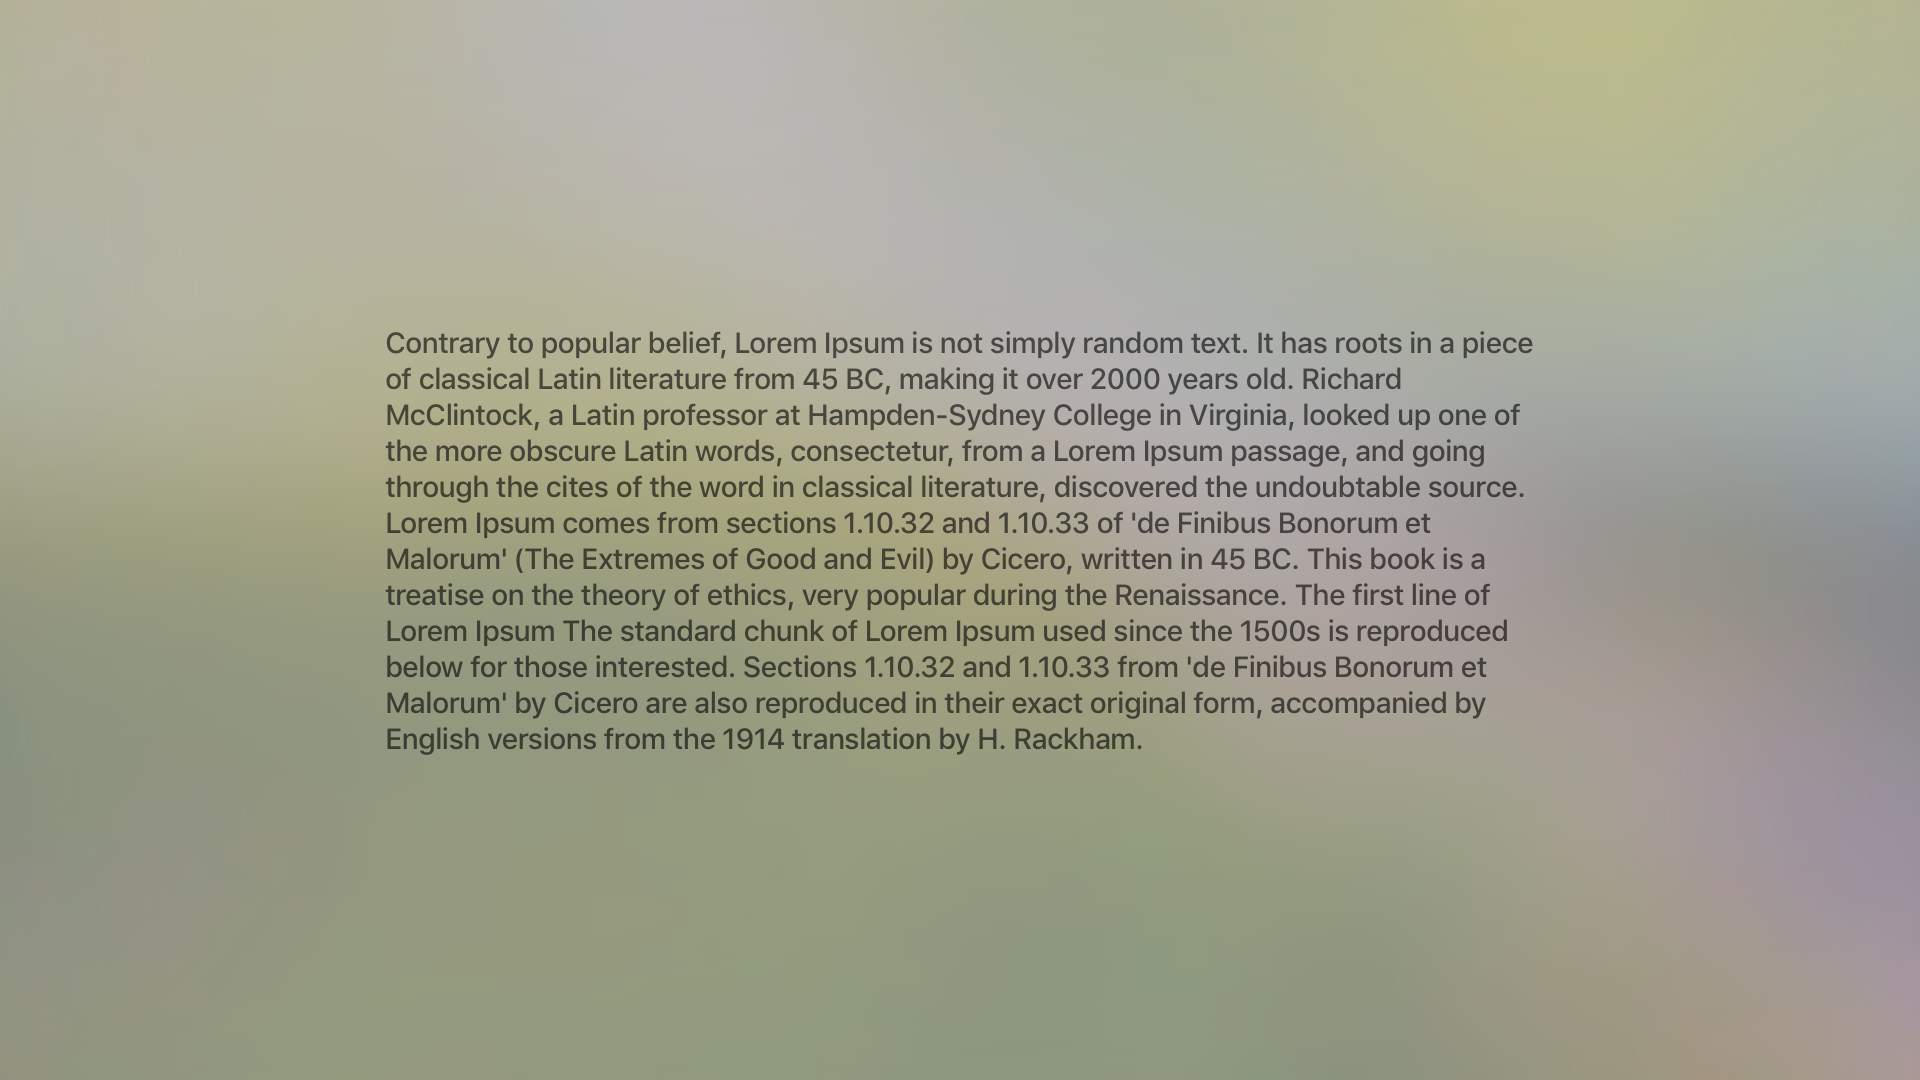 Contrary to popular belief, Lorem Ipsum is not simply random text. It has roots in a piece
of classical Latin literature from 45 BC, making it over 2000 years old. Richard
McClintock, a Latin professor at Hampden-Sydney College in Virginia, looked up one of
the more obscure Latin words, consectetur, from a Lorem Ipsum passage, and going
through the cites of the word in classical literature, discovered the undoubtable source.
Lorem Ipsum comes from sections 1.10.32 and 1.10.33 of 'de Finibus Bonorum et
Malorum' (The Extremes of Good and Evil) by Cicero, written in 45 BC. This book is a
treatise on the theory of ethics, very popular during the Renaissance. The first line of
Lorem Ipsum The standard chunk of Lorem Ipsum used since the 1500s is reproduced
below for those interested. Sections 1.10.32 and 1.10.33 from 'de Finibus Bonorum et
Malorum' by Cicero are also reproduced in their exact original form, accompanied by
English versions from the 1914 translation by H. Rackham.